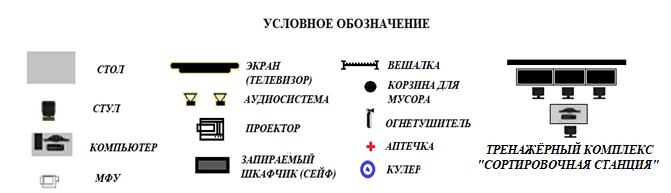 УСЛОВНОЕ ОБОЗНАЧЕНИЕ
СТОЛ
СТУЛ
КОМПЬЮТЕР
МФУ
ЭКРАН
(ТЕЛЕВИЗОР)
АУДИОСИСТЕМА
ПРОЕКТОР
ЗАПИРАЕМЫЙ
ШКАФЧИК (СЕЙФ)
ВЕШАЛКА
КОРЗИНА ДЛЯ
МУСОРА
ОГНЕТУШИТЕЛЬ
АПТЕЧКА
КУЛЕР
ТРЕНАЖЁРНЫЙ КОМПЛЕКС
"СОРТИРОВОЧНАЯ СТАНЦИЯ"